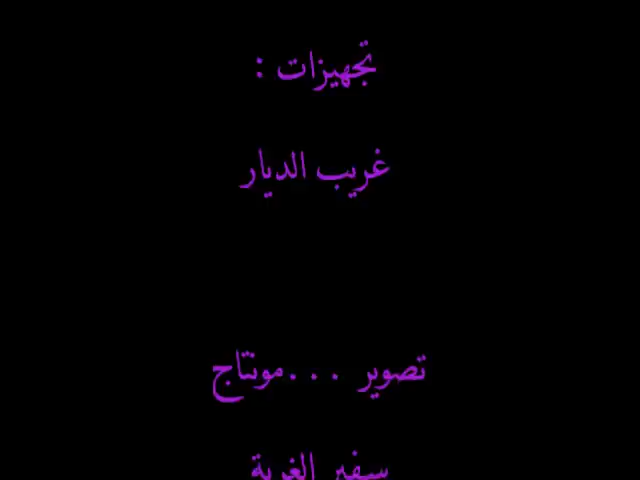 تجهيزات :
غريب الديار
تصوير ...مونتاج
سفير الغربة